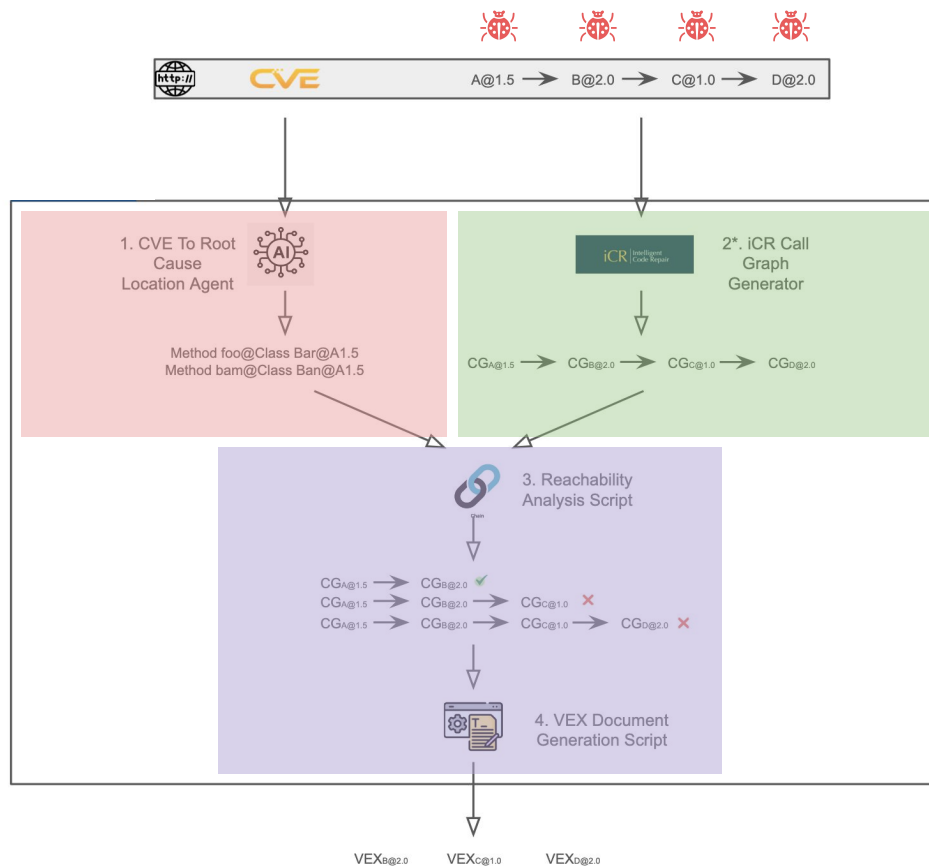 http://
CVE
A@1.5
B@2.0
C@1.0
D@2.0
1. CVE To Root
Cause
Location Agent
AI
Method foo@Class Bar@A1.5
Method bam@Class Ban@A1.5
iCR
Intelligent
Code Repair
2*. iCR Call
Graph
Generator
CGA@1.5
CGB@2.0
CGC@1.0
CGD@2.0
Chain
3. Reachability
Analysis Script
CGA@1.5 CGB@2.0
CGA@1.5 CGB@2.0 CGC@1.0
CGA@1.5 CGB@2.0 CGC@1.0 CGD@2.0
T_
4. VEX Document
Generation Script
VEXB@2.0 VEXC@1.0 VEXD@2.0